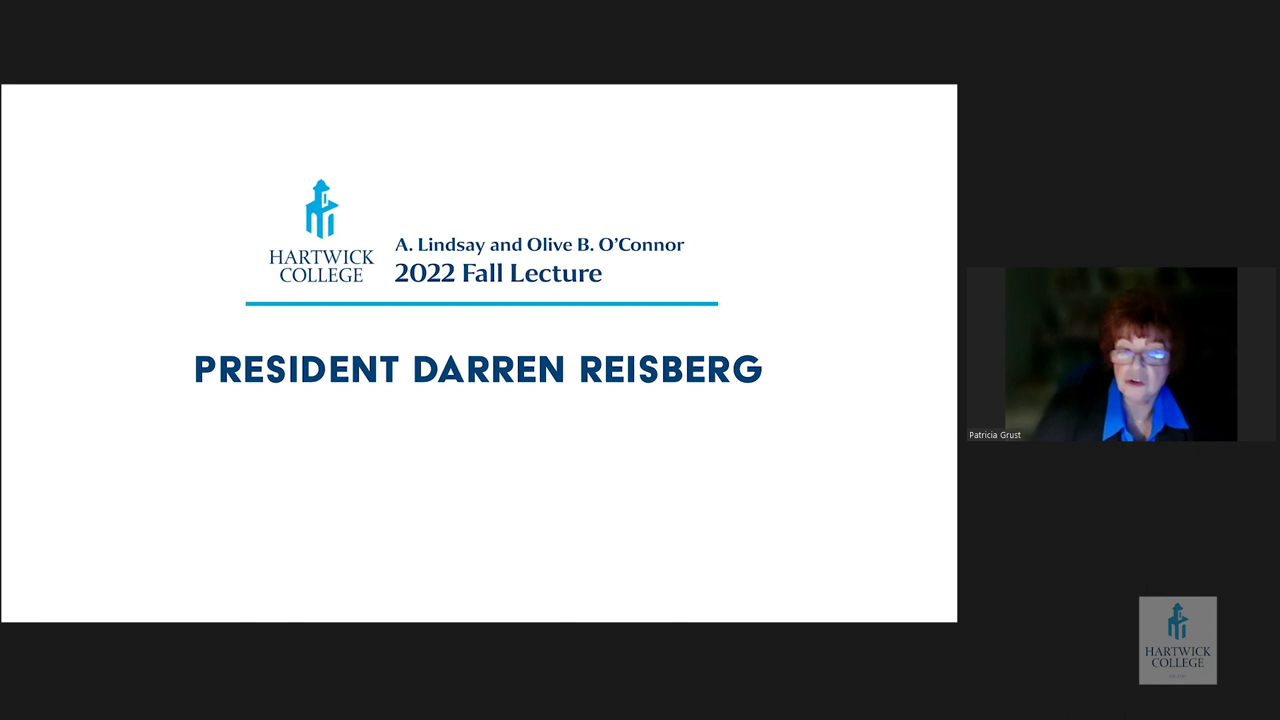 HARTWICK
COLLEGE
A. Lindsay and Olive B. O'Connor
2022 Fall Lecture
PRESIDENT DARREN REISBERG
Patricia Grust
HARTWICK
COLLEGE